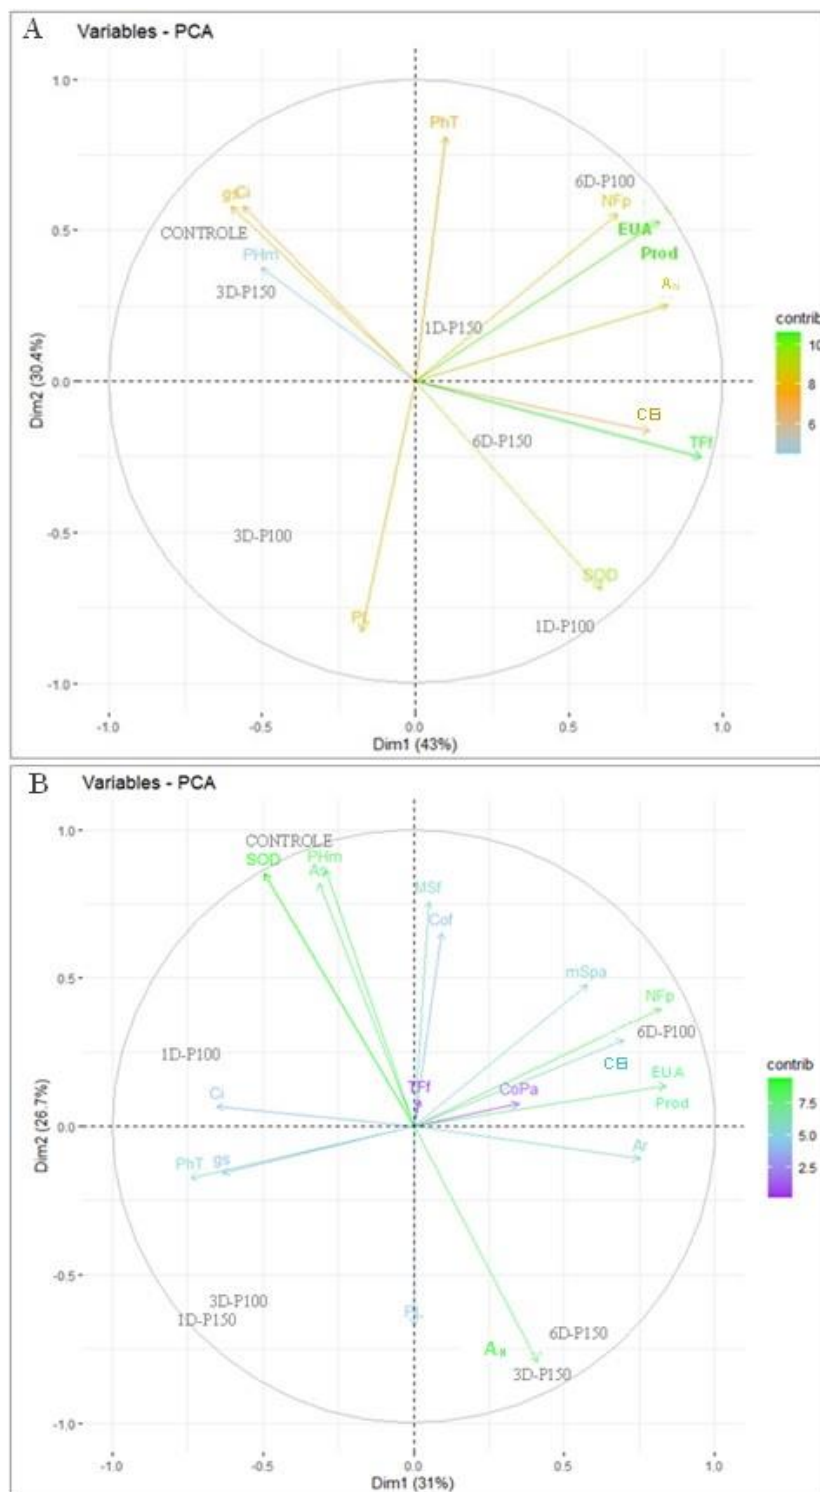 A Variables - PCA
1.0
PhT
6D-P100
gs Ci
NFp
0.5
EUA
CONTROLE
Prod
PHm
3D-P150
1D-P150
contrib
10
8
6
Dim2 (30.4%)
0.0
CEi
6D-P150
TFf
3D-P100
-0.5
SOD
1D-P100
-1.0
-1.0 -0.5 0.0 0.5 1.0
Dim1 (43%)
B Variables - PCA
1.0
CONTROLE
SOD
PHm
MSf
Cof
0.5
mSpa
NFp
6D-P100
1D-P100
CEi
contrib
7.5
5.0
2.5
EUA
Ci
TFf
CoPa
Prod
Dim2 (26.7%)
0.0
Ar
PhT gs
-0.5
3D-P100
1D-P150
6D-P150
3D-P150
-1.0
-1.0 -0.5 0.0 0.5 1.0
Dim1 (31%)